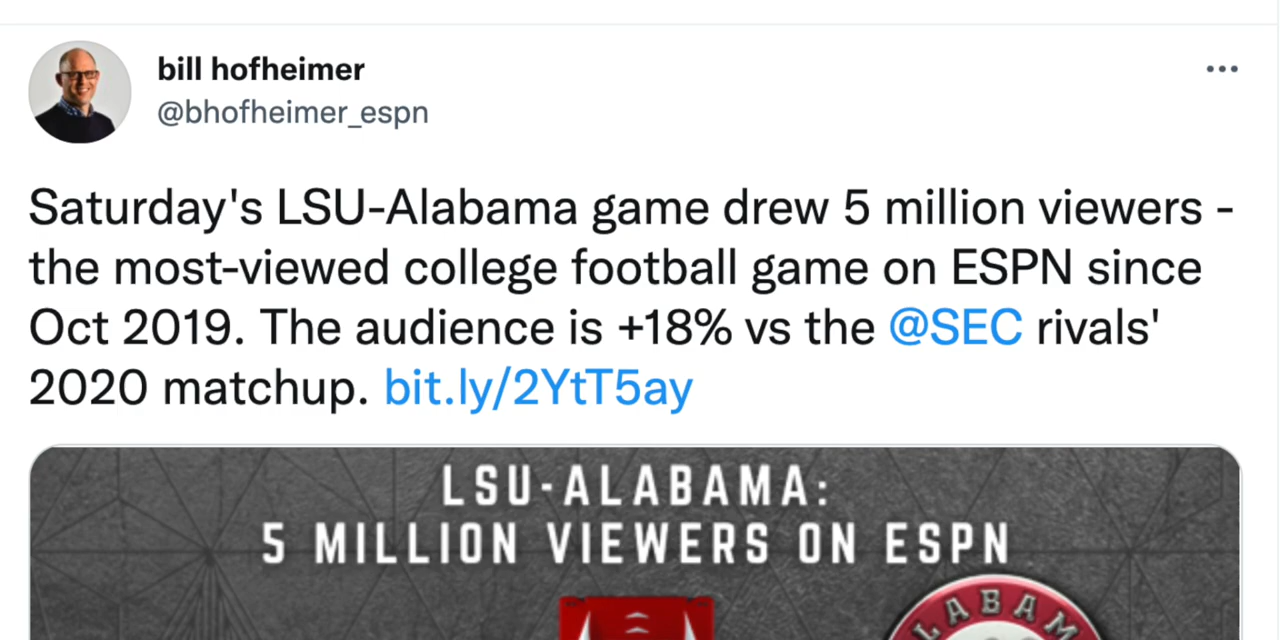 bill hofheimer
@bhofheimer_espn
Saturday's LSU-Alabama game drew 5 million viewers -
the most-viewed college football game on ESPN since
Oct 2019. The audience is +18% vs the @SEC rivals'
2020 matchup. bit.ly/2YtT5ay
LSU-ALABAMA:
5 MILLION VIEWERS ON ESPN